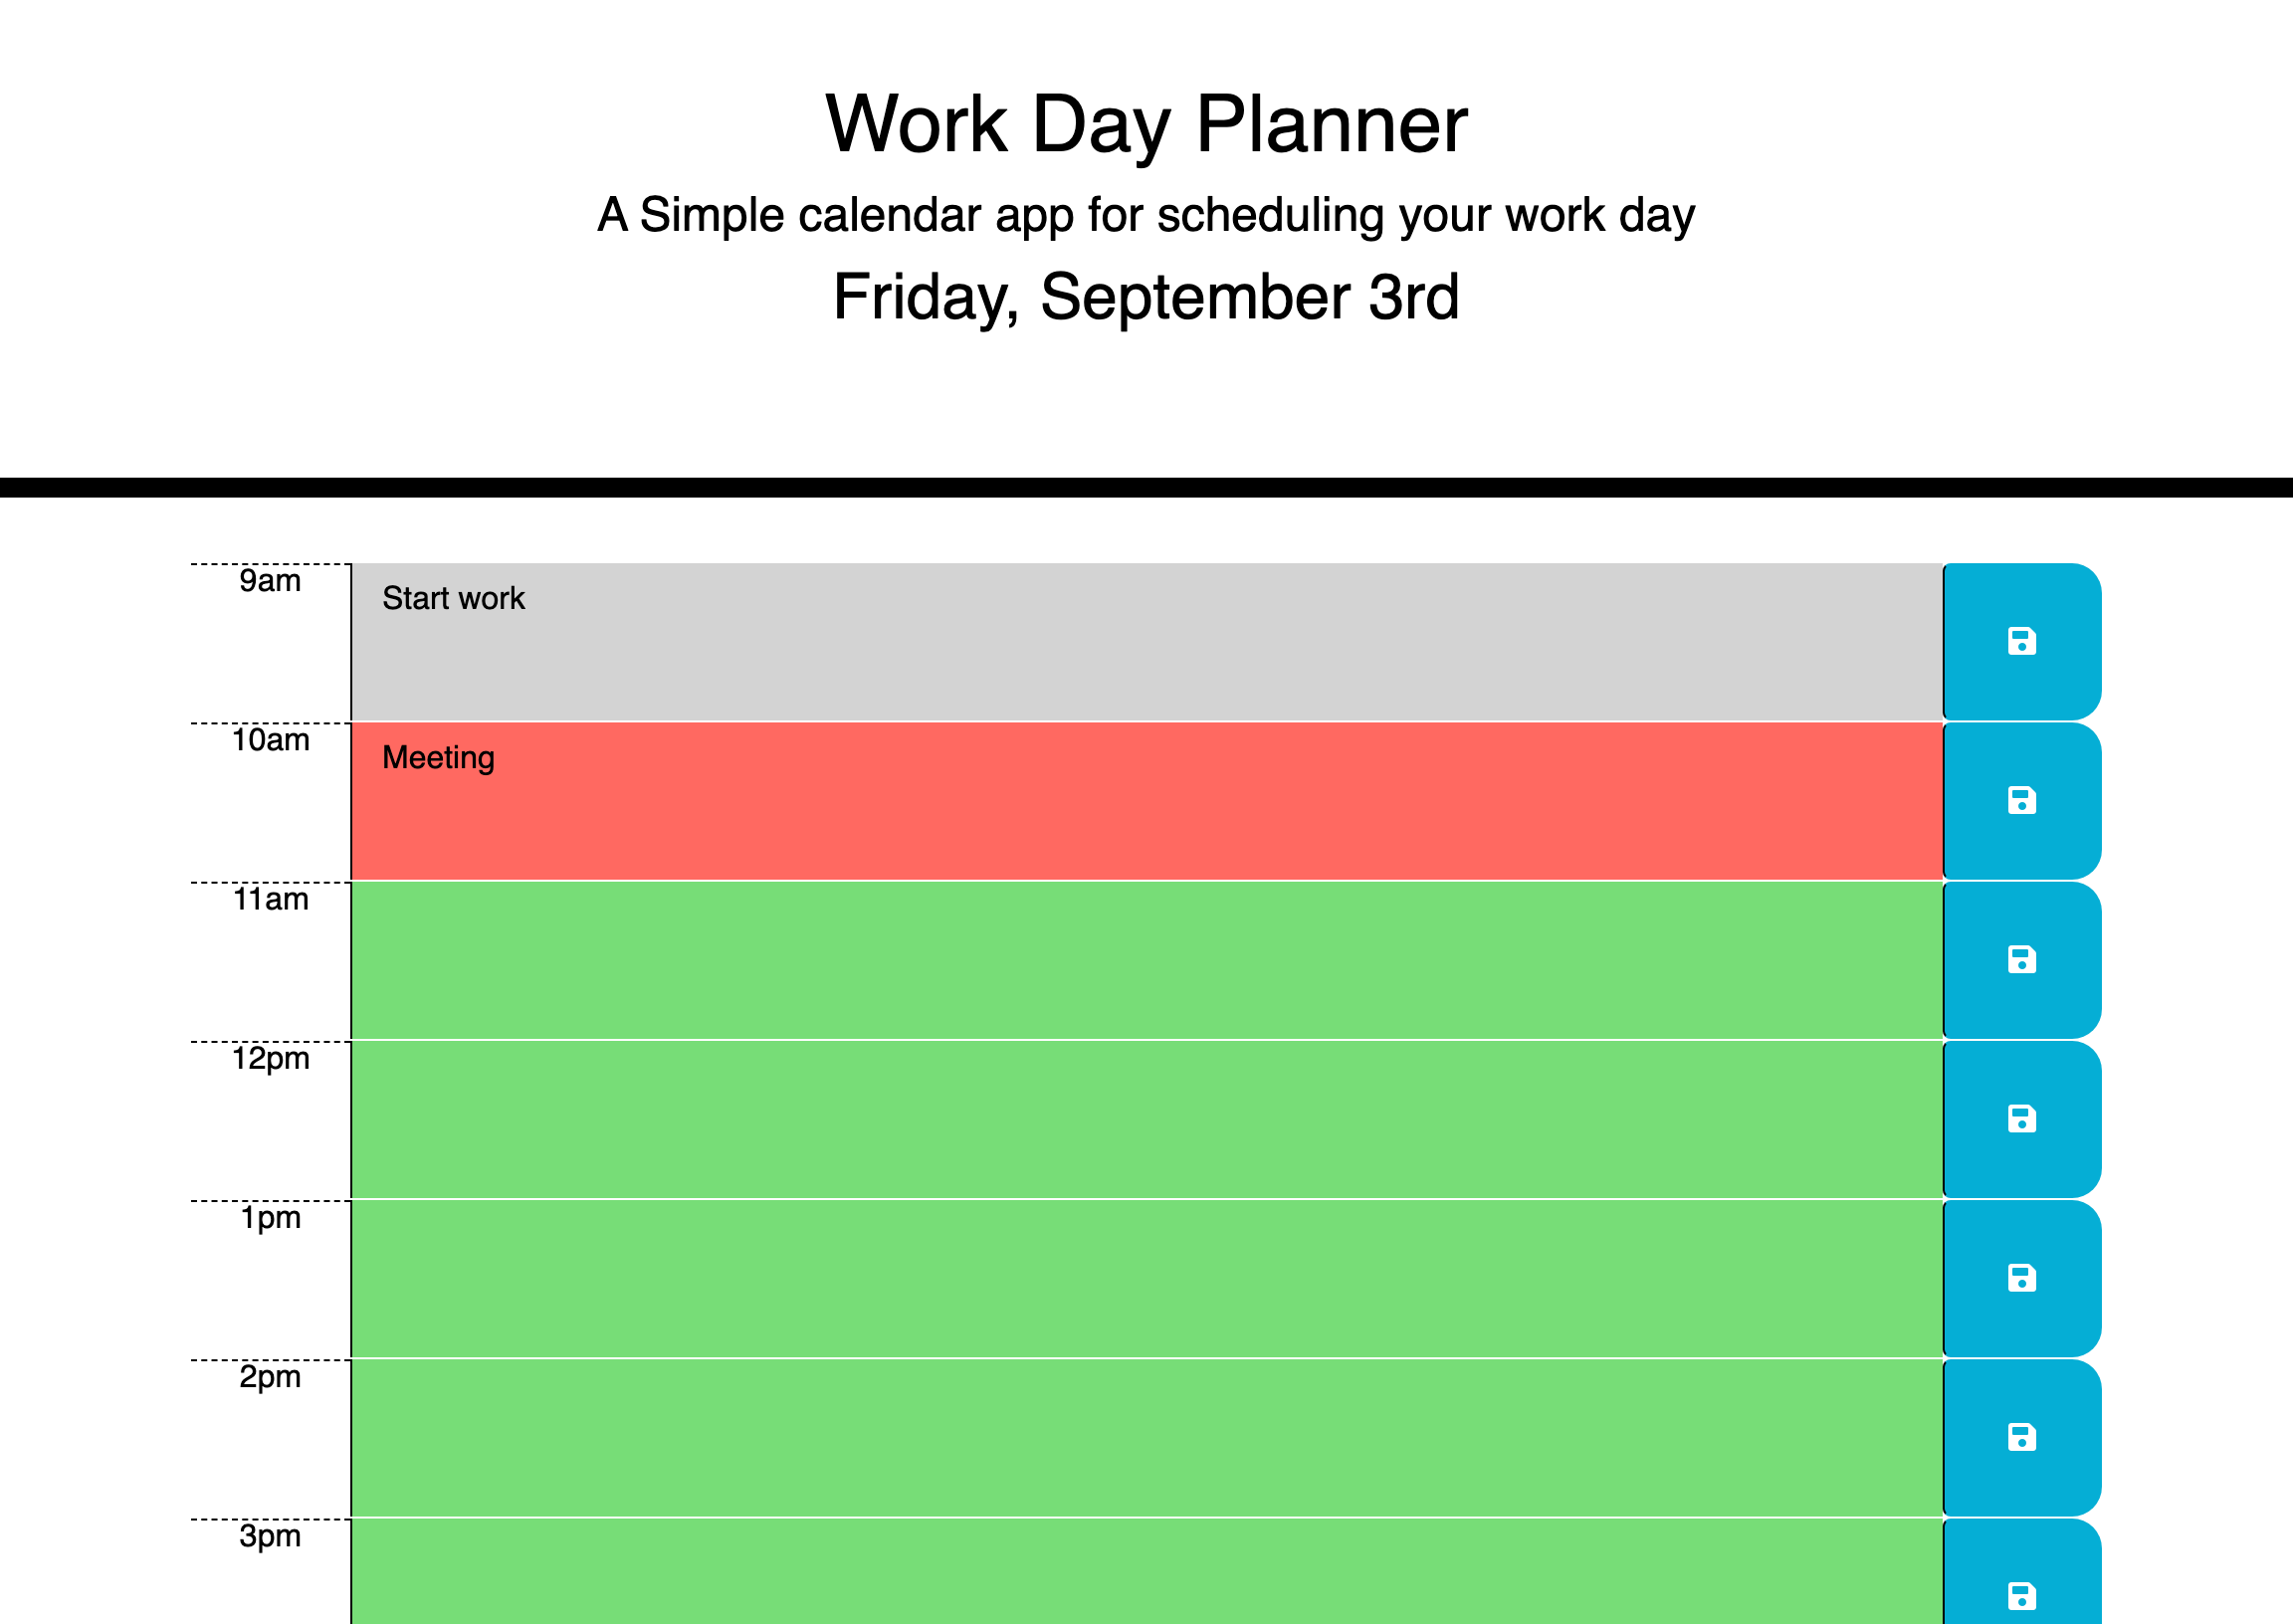 Work Day Planner
A Simple calendar app for scheduling your work day
Friday, September 3rd
9am
Start work
10am
Meeting
11am
12pm
1pm
2pm
3pm